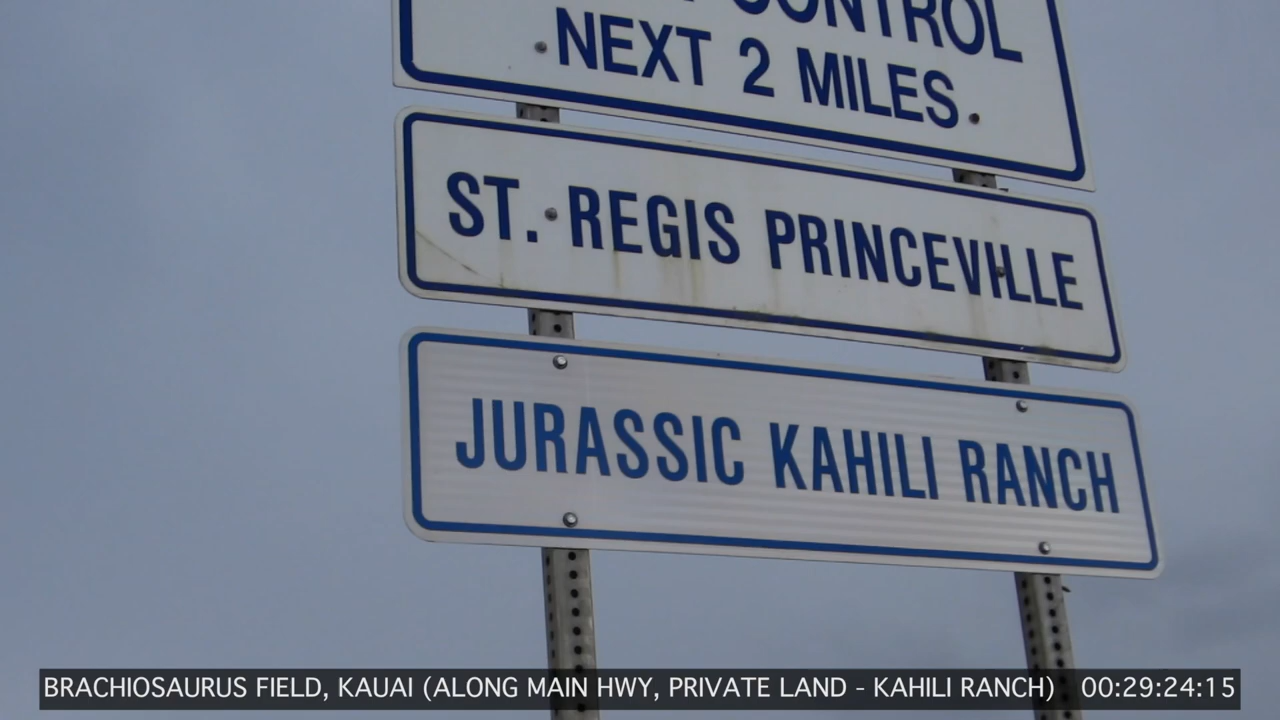 CONTROL
NEXT 2 MILES
ST. REGIS PRINCEVILLE
JURASSIC KAHILI RANCH
BRACHIOSAURUS FIELD, KAUAI (ALONG MAIN HWY, PRIVATE LAND - KAHILI RANCH) 00:29:24:15